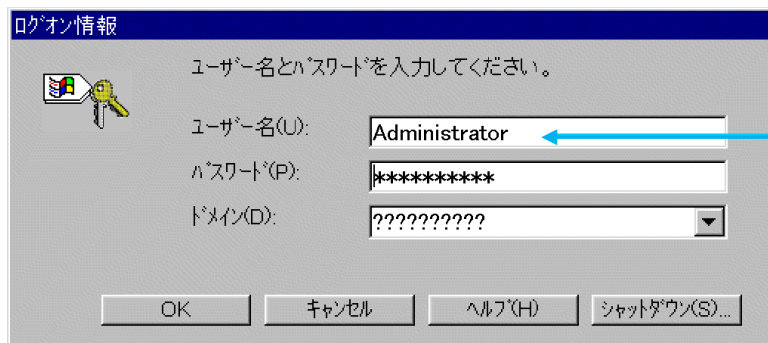 ﾛｸﾞｵﾝ情報
ﾕｰｻﾞｰ名とﾊﾟｽﾜｰﾄﾞを入力してください。
ﾕｰｻﾞｰ名(U): Administrator
ﾊﾟｽﾜｰﾄﾞ(P): **********
ﾄﾞﾒｲﾝ(D): ??????????
OK ｷｬﾝｾﾙ ﾍﾙﾌﾟ(H) ｼｬｯﾄﾀﾞｳﾝ(S)...